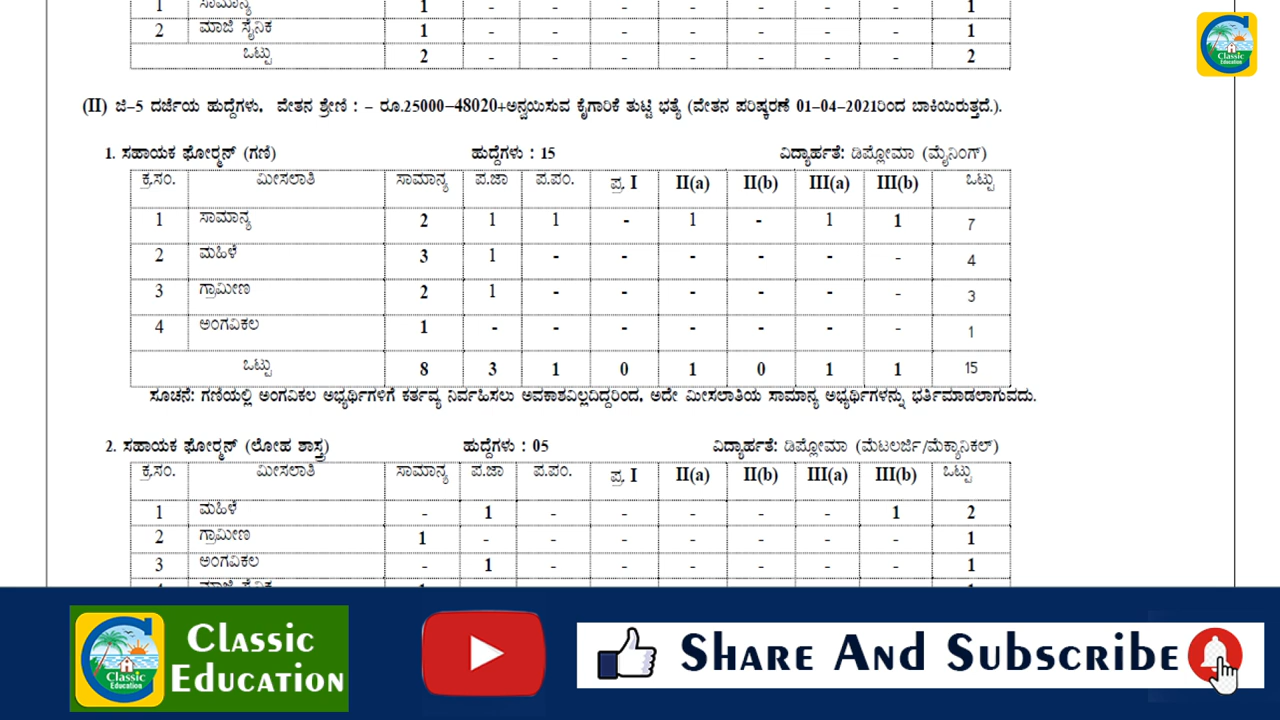 1 ಸಾಮಾನ್ಯ 1 - - - - - - - 1
2 ಮಾಜಿ ಸೈನಿಕ 1 - - - - - - - 1
ಒಟ್ಟು 2 - - - - - - - 2
(II) ಜಿ-5 ದರ್ಜೆಯ ಹುದ್ದೆಗಳು, ವೇತನ ಶ್ರೇಣಿ : – ರೂ.25000–48020+ಅನ್ವಯಿಸುವ ಕೈಗಾರಿಕೆ ತುಟ್ಟಿ ಭತ್ಯೆ (ವೇತನ ಪರಿಷ್ಕರಣೆ 01-04-2021ರಿಂದ ಬಾಕಿಯಿರುತ್ತದೆ.).
1. ಸಹಾಯಕ ಫೋರ್‍ಮನ್ (ಗಣಿ) ಹುದ್ದೆಗಳು : 15 ವಿದ್ಯಾರ್ಹತೆ: ಡಿಪ್ಲೋಮಾ (ಮೈನಿಂಗ್)
ಕ್ರ.ಸಂ. ಮೀಸಲಾತಿ ಸಾಮಾನ್ಯ ಪ.ಜಾ ಪ.ಪಂ. ಪ್ರ. I II(a) II(b) III(a) III(b) ಒಟ್ಟು
1 ಸಾಮಾನ್ಯ 2 1 1 - 1 - 1 1 7
2 ಮಹಿಳೆ 3 1 - - - - - - 4
3 ಗ್ರಾಮೀಣ 2 1 - - - - - - 3
4 ಅಂಗವಿಕಲ 1 - - - - - - - 1
ಒಟ್ಟು 8 3 1 0 1 0 1 1 15
ಸೂಚನೆ: ಗಣಿಯಲ್ಲಿ ಅಂಗವಿಕಲ ಅಭ್ಯರ್ಥಿಗಳಿಗೆ ಕರ್ತವ್ಯ ನಿರ್ವಹಿಸಲು ಅವಕಾಶವಿಲ್ಲದಿದ್ದರಿಂದ, ಅದೇ ಮೀಸಲಾತಿಯ ಸಾಮಾನ್ಯ ಅಭ್ಯರ್ಥಿಗಳನ್ನು ಭರ್ತಿಮಾಡಲಾಗುವದು.
2. ಸಹಾಯಕ ಫೋರ್‍ಮನ್ (ಲೋಹ ಶಾಸ್ತ್ರ) ಹುದ್ದೆಗಳು : 05 ವಿದ್ಯಾರ್ಹತೆ: ಡಿಪ್ಲೋಮಾ (ಮೆಟಲರ್ಜಿ/ಮೆಕ್ಯಾನಿಕಲ್)
ಕ್ರ.ಸಂ. ಮೀಸಲಾತಿ ಸಾಮಾನ್ಯ ಪ.ಜಾ ಪ.ಪಂ. ಪ್ರ. I II(a) II(b) III(a) III(b) ಒಟ್ಟು
1 ಮಹಿಳೆ - 1 - - - - - 1 2
2 ಗ್ರಾಮೀಣ 1 - - - - - - - 1
3 ಅಂಗವಿಕಲ - 1 - - - - - - 1
Classic
Education
Classic
Education
Classic
Education
Share And Subscribe